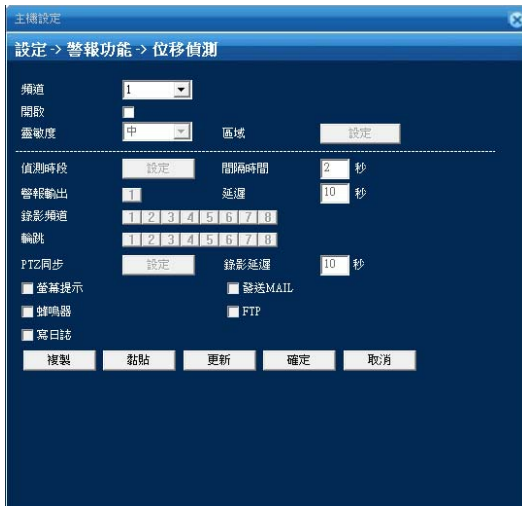 主機設定
設定-> 警報功能-> 位移偵測
頻道 1
開啟
靈敏度 中 區域 設定
偵測時段 設定 間隔時間 2 秒
警報輸出 1 延遲 10 秒
錄影頻道 1 2 3 4 5 6 7 8
輪跳 1 2 3 4 5 6 7 8
PTZ同步 設定 錄影延遲 10 秒
螢幕提示 發送MAIL
蜂鳴器 FTP
寫日誌
複製 黏貼 更新 確定 取消